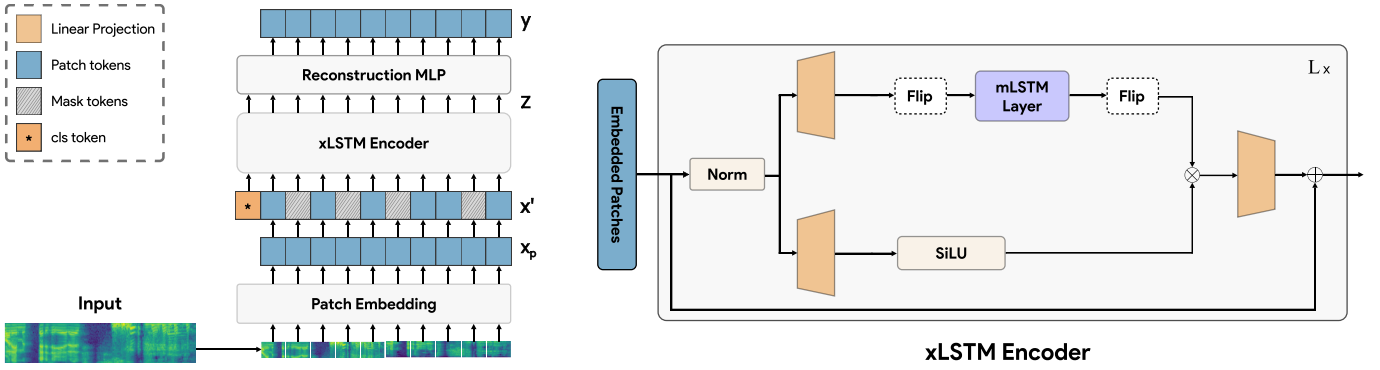 Linear Projection
Patch tokens
Mask tokens
* cls token
y
Reconstruction MLP
z
xLSTM Encoder
* x'
xp
Patch Embedding
Input
Embedded Patches
Norm
Flip
mLSTM
Layer
Flip
SiLU
L x
xLSTM Encoder